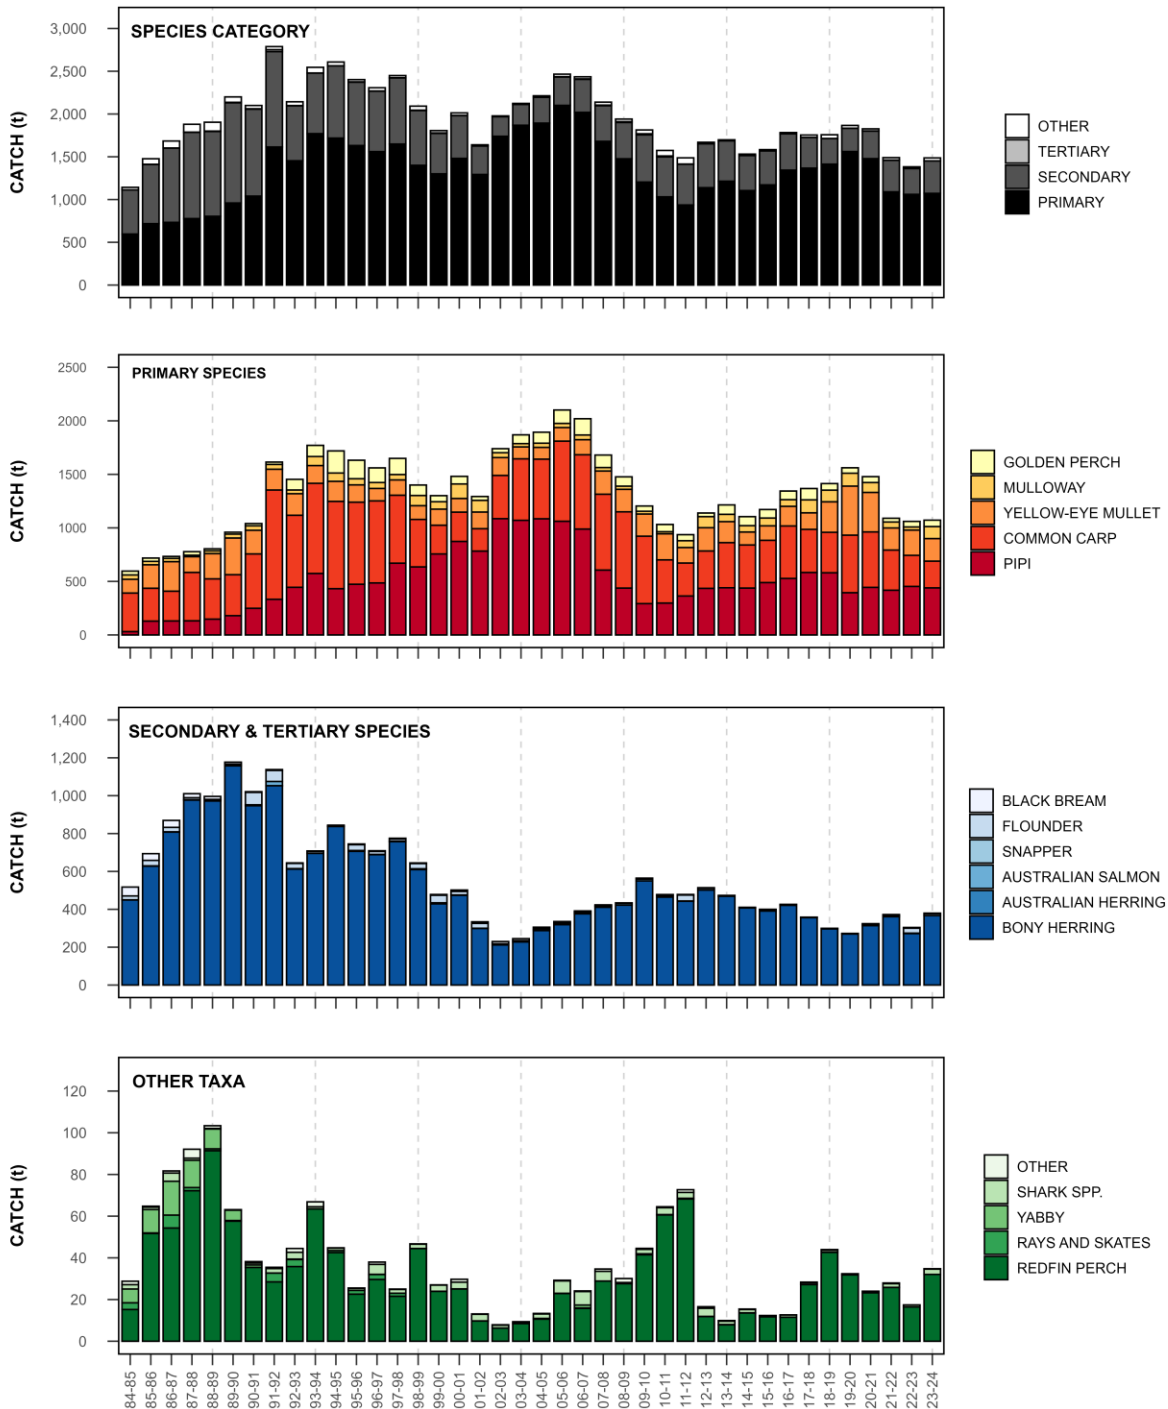 SPECIES CATEGORY
3,000
2,500
2,000
1,500
1,000
500
0
CATCH (t)
OTHER
TERTIARY
SECONDARY
PRIMARY
PRIMARY SPECIES
2500
2000
1500
1000
500
0
CATCH (t)
GOLDEN PERCH
MULLOWAY
YELLOW-EYE MULLET
COMMON CARP
PIPI
SECONDARY & TERTIARY SPECIES
1,400
1,200
1,000
800
600
400
200
0
CATCH (t)
BLACK BREAM
FLOUNDER
SNAPPER
AUSTRALIAN SALMON
AUSTRALIAN HERRING
BONY HERRING
OTHER TAXA
120
100
80
60
40
20
0
CATCH (t)
OTHER
SHARK SPP.
YABBY
RAYS AND SKATES
REDFIN PERCH
84-85
85-86
86-87
87-88
88-89
89-90
90-91
91-92
92-93
93-94
94-95
95-96
96-97
97-98
98-99
99-00
00-01
01-02
02-03
03-04
04-05
05-06
06-07
07-08
08-09
09-10
10-11
11-12
12-13
13-14
14-15
15-16
16-17
17-18
18-19
19-20
20-21
21-22
22-23
23-24